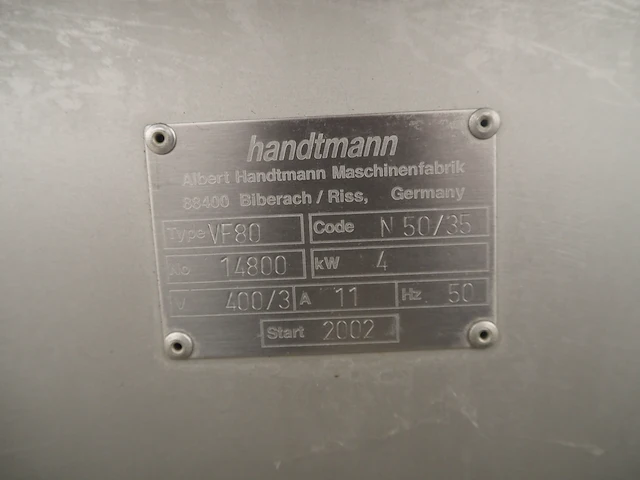 handtmann
Albert Handtmann Maschinenfabrik
88400 Biberach / Riss, Germany
Type VF80 Code N 50/35
No 14800 kW 4
V 400/3 A 11 Hz 50
Start 2002